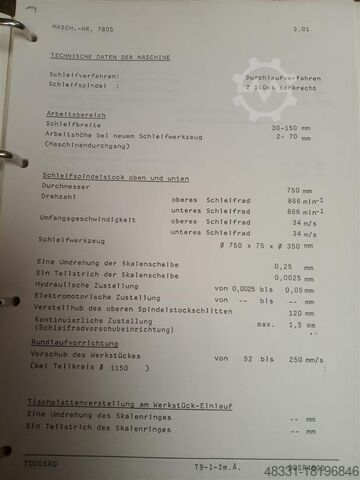 MASCH.-NR. 7805 3.01
TECHNISCHE DATEN DER MASCHINE
Schleifverfahren: Durchlaufverfahren
Schleifspindel : 2 Stück senkrecht
Arbeitsbereich
Schleifbreite 30-150 mm
Arbeitshöhe bei neuem Schleifwerkzeug 2- 70 mm
(Maschinendurchgang)
Schleifspindelstock oben und unten
Durchmesser 750 mm
Drehzahl oberes Schleifrad 866 min-1
unteres Schleifrad 866 min-1
Umfangsgeschwindigkeit oberes Schleifrad 34 m/s
unteres Schleifrad 34 m/s
Schleifwerkzeug Ø 750 x 75 x Ø 350 mm
Eine Umdrehung der Skalenscheibe 0,25 mm
Ein Teilstrich der Skalenscheibe 0,0025 mm
Hydraulische Zustellung von 0,0025 bis 0,05 mm
Elektromotorische Zustellung von -- bis -- mm
Verstellhub des oberen Spindelstockschlitten 120 mm
Kontinuierliche Zustellung max. 1,5 mm
(Schleifradvorschubeinrichtung)
Rundlaufvorrichtung
Vorschub des Werkstückes von 92 bis 250 mm/s
(bei Teilkreis Ø 1150 )
Tischplattenverstellung am Werkstück-Einlauf
Eine Umdrehung des Skalenringes -- mm
Ein Teilstrich des Skalenringes -- mm
TDDDSRD T9-1-2m.Ä.
48331-18196846